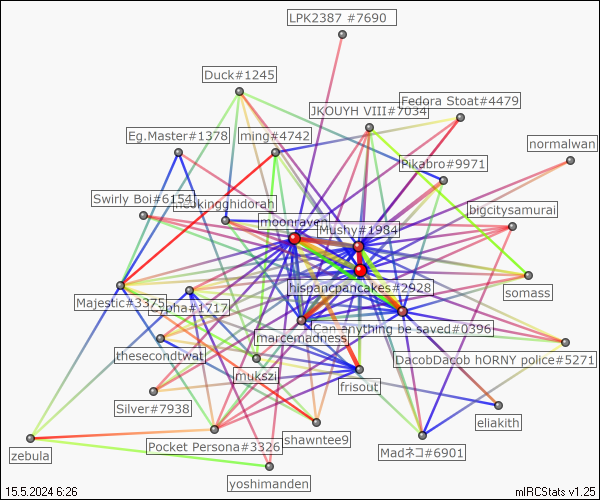 LPK2387 #7690
Duck#1245
Fedora Stoat#4479
JKOUYH VIII#7034
Eg.Master#1378
ming#4742
normalwan
Pikabro#9971
Swirly Boi#6154
bigcitysamurai
moonraven
Mushy#1984
hispancpancakes#2928
somass
Majestic#3375
#1717
Can anything be saved#0396
marcemadness
thesecondtwat
DacobDacob hORNY police#5271
mukszi
frisout
Silver#7938
eliakith
shawntee9
Pocket Persona#3326
Madネコ#6901
zebula
yoshimanden
15.5.2024 6:26
mIRCStats v1.25